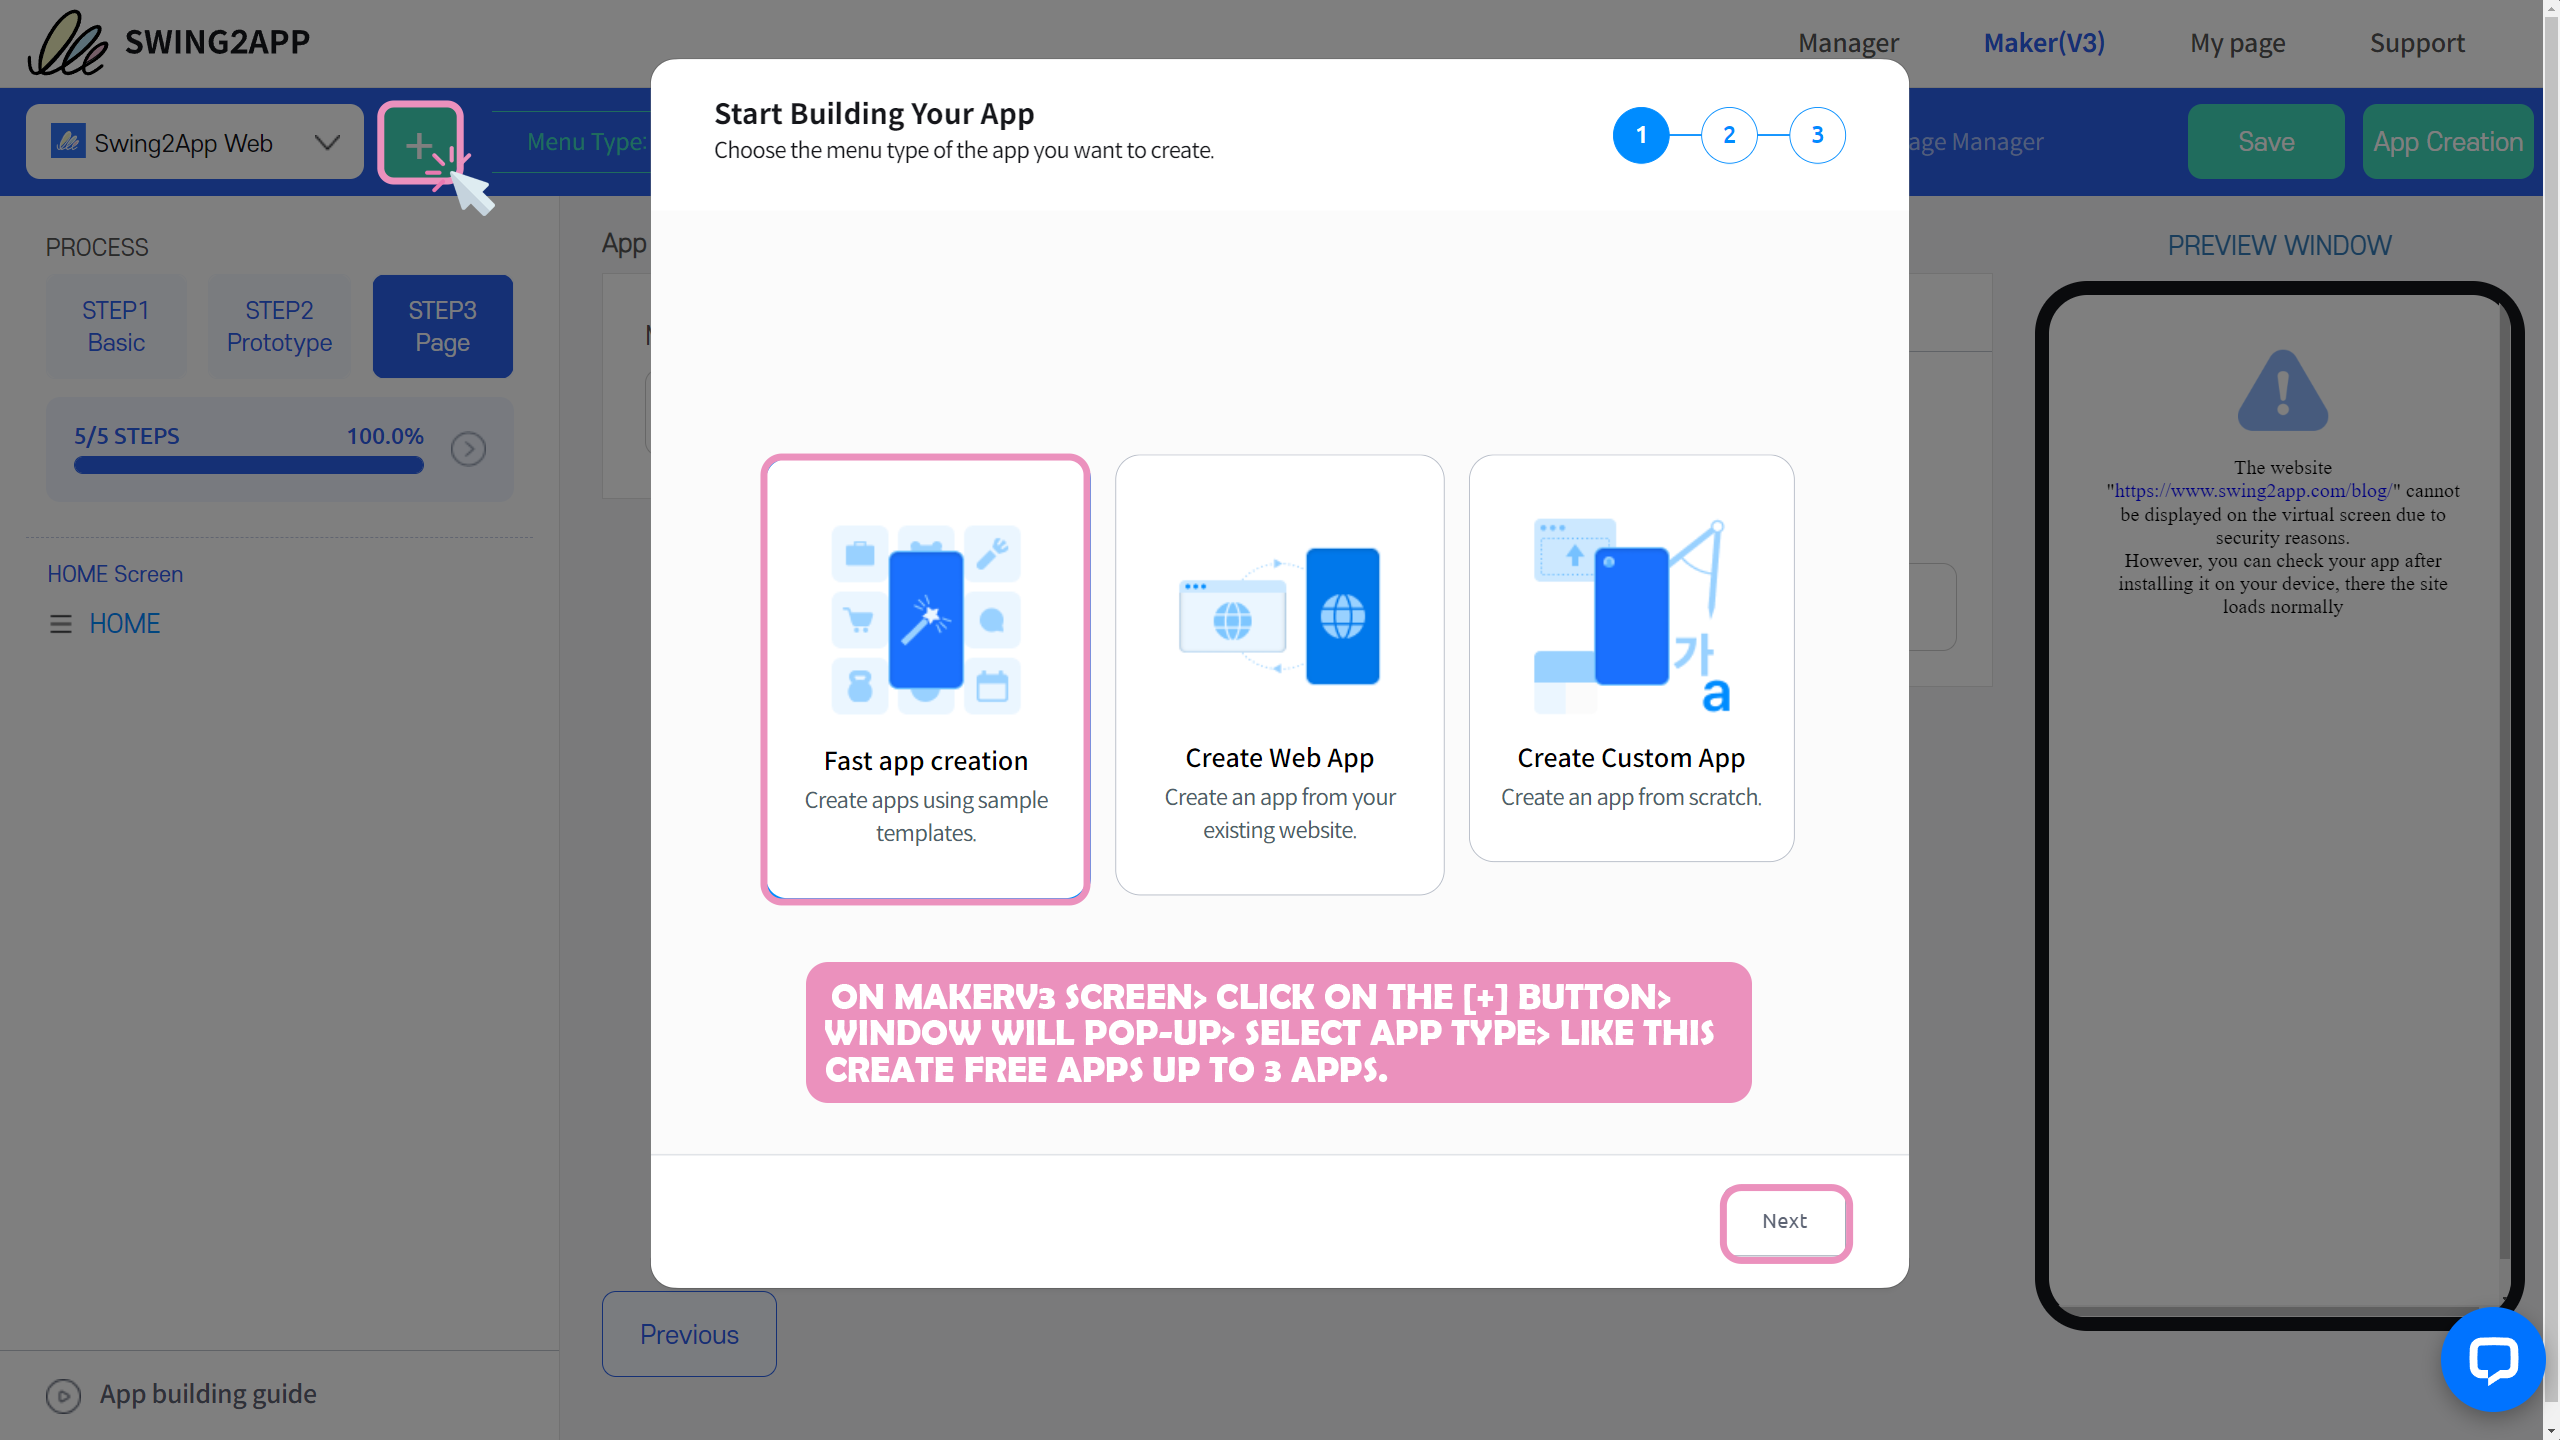 SWING2APP
Manager
Maker(V3)
My page
Support
Swing2App Web
+
Menu Type:
age Manager
Save
App Creation
Start Building Your App
Choose the menu type of the app you want to create.
1
2
3
PROCESS
STEP1
Basic
STEP2
Prototype
STEP3
Page
5/5 STEPS
100.0%
HOME Screen
HOME
App
PREVIEW WINDOW
The website
"https://www.swing2app.com/blog/" cannot
be displayed on the virtual screen due to
security reasons.
However, you can check your app after
installing it on your device, there the site
loads normally
가
a
Fast app creation
Create apps using sample
templates.
Create Web App
Create an app from your
existing website.
Create Custom App
Create an app from scratch.
ON MAKERV3 SCREEN> CLICK ON THE [+] BUTTON>
WINDOW WILL POP-UP> SELECT APP TYPE> LIKE THIS
CREATE FREE APPS UP TO 3 APPS.
Next
Previous
App building guide